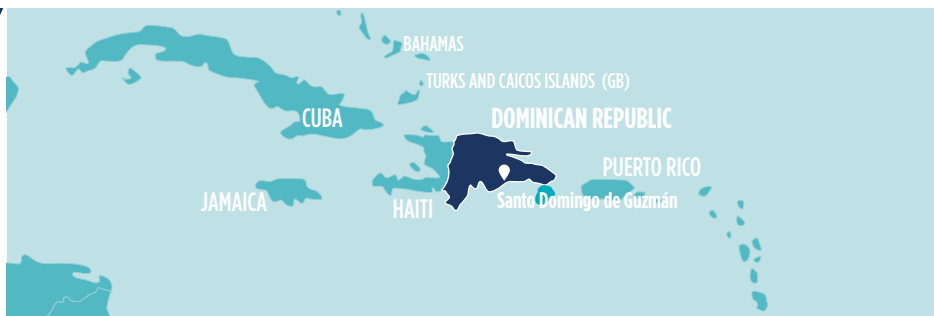 BAHAMAS
TURKS AND CAICOS ISLANDS (GB)
CUBA
DOMINICAN REPUBLIC
PUERTO RICO
JAMAICA
HAITI
Santo Domingo de Guzmán